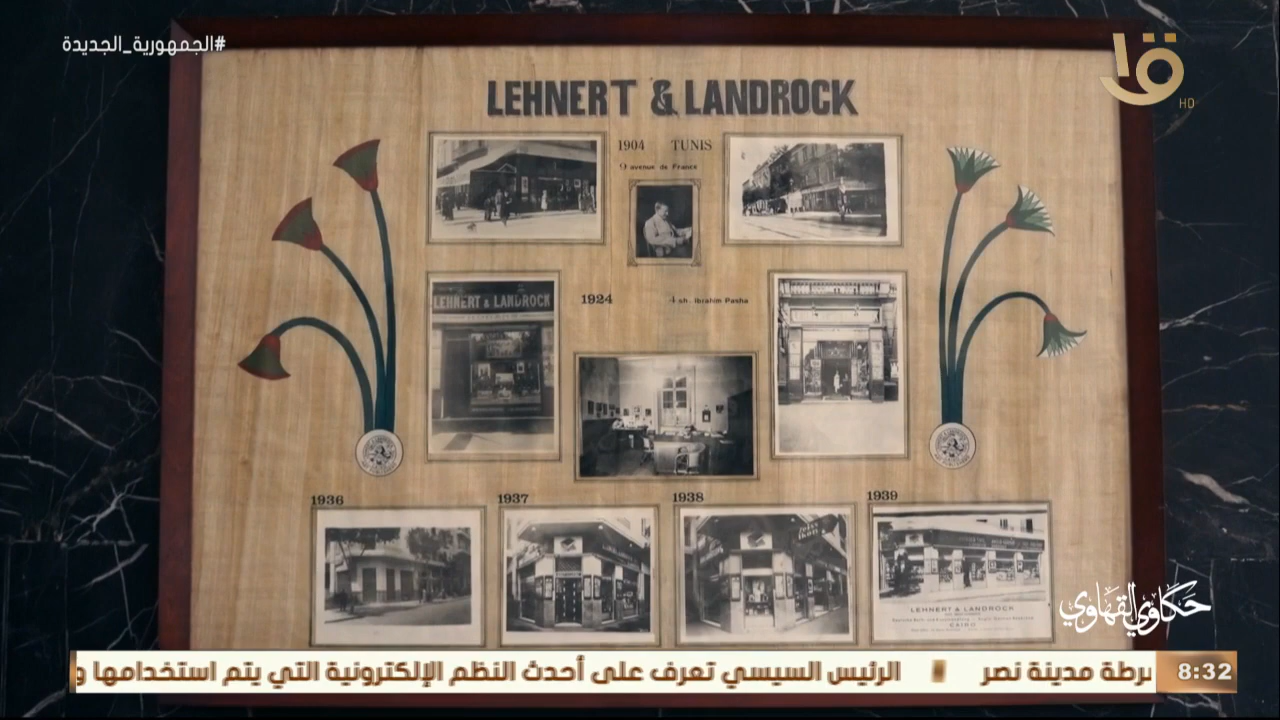 #الجمهورية_الجديدة
HD
LEHNERT & LANDROCK
1904 TUNIS
9 avenue de France
LEHNERT & LANDROCK
1924
4 sh. Ibrahim Pasha
1936
1937
1938
1939
LEHNERT & LANDROCK
CAIRO
حكاوي القهاوي
برطة مدينة نصر
الرئيس السيسي تعرف على أحدث النظم الإلكترونية التي يتم استخدامها و
8:32